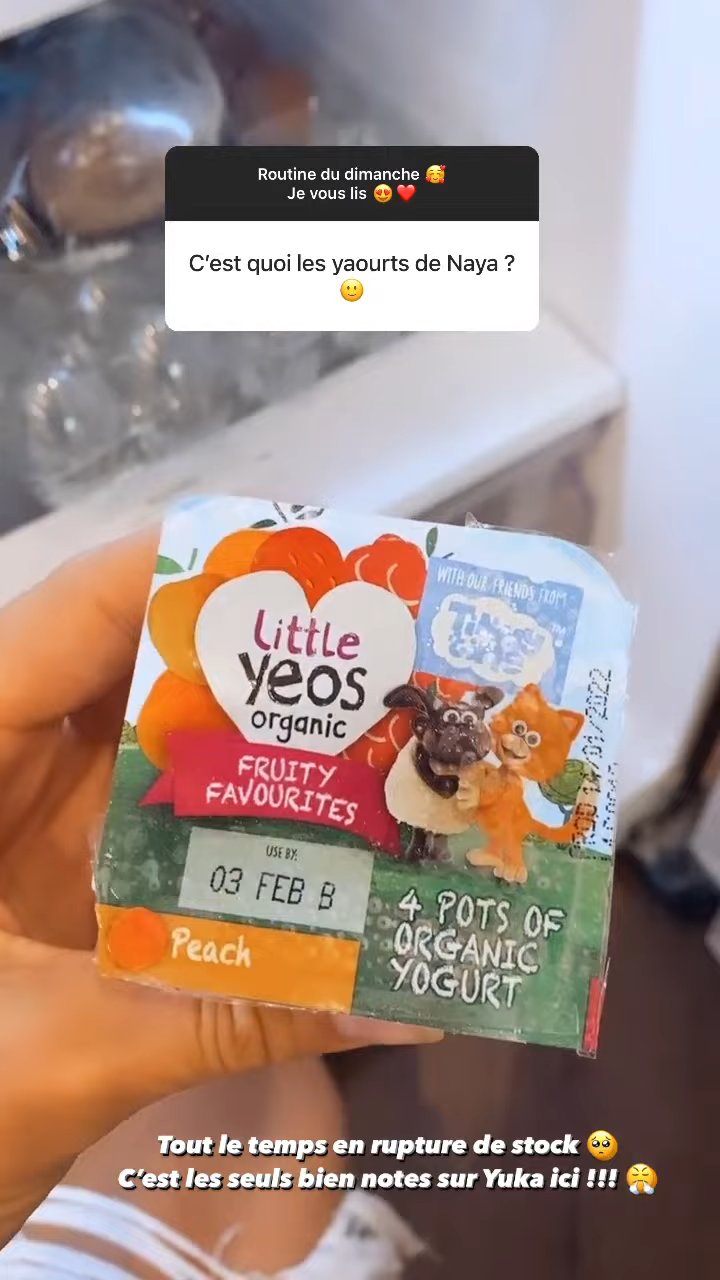 Routine du dimanche 🥰
Je vous lis 😍❤️
C'est quoi les yaourts de Naya ?
🙂
WITH OUR FRIENDS FROM
little
yeos
organic
FRUITY
FAVOURITES
USE BY:
03 FEB B
Peach
4 POTS OF
ORGANIC
YOGURT
Tout le temps en rupture de stock 🥺
C'est les seuls bien notes sur Yuka ici !!! 😤